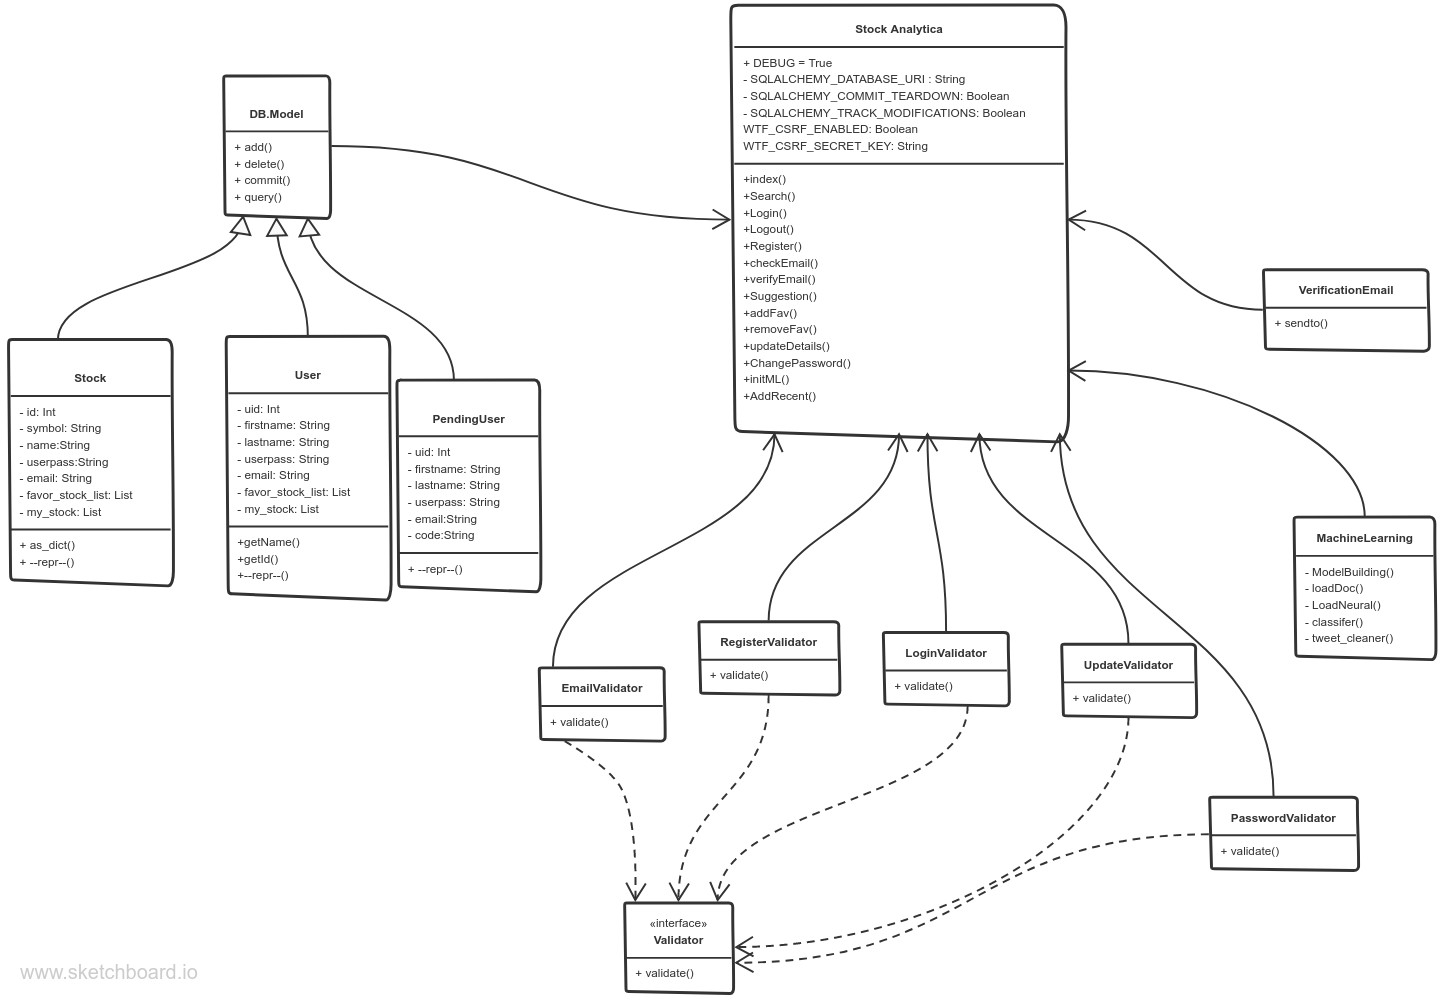 Stock Analytica
+ DEBUG = True
- SQLALCHEMY_DATABASE_URI : String
- SQLALCHEMY_COMMIT_TEARDOWN: Boolean
- SQLALCHEMY_TRACK_MODIFICATIONS: Boolean
WTF_CSRF_ENABLED: Boolean
WTF_CSRF_SECRET_KEY: String
+index()
+Search()
+Login()
+Logout()
+Register()
+checkEmail()
+verifyEmail()
+Suggestion()
+addFav()
+removeFav()
+updateDetails()
+ChangePassword()
+initML()
+AddRecent()
DB.Model
+ add()
+ delete()
+ commit()
+ query()
VerificationEmail
+ sendto()
Stock
- id: Int
- symbol: String
- name:String
- userpass:String
- email: String
- favor_stock_list: List
- my_stock: List
+ as_dict()
+ --repr--()
User
- uid: Int
- firstname: String
- lastname: String
- userpass: String
- email: String
- favor_stock_list: List
- my_stock: List
+getName()
+getId()
+--repr--()
PendingUser
- uid: Int
- firstname: String
- lastname: String
- userpass: String
- email:String
- code:String
+ --repr--()
MachineLearning
- ModelBuilding()
- loadDoc()
- LoadNeural()
- classifer()
- tweet_cleaner()
EmailValidator
+ validate()
RegisterValidator
+ validate()
LoginValidator
+ validate()
UpdateValidator
+ validate()
PasswordValidator
+ validate()
«interface»
Validator
+ validate()
www.sketchboard.io